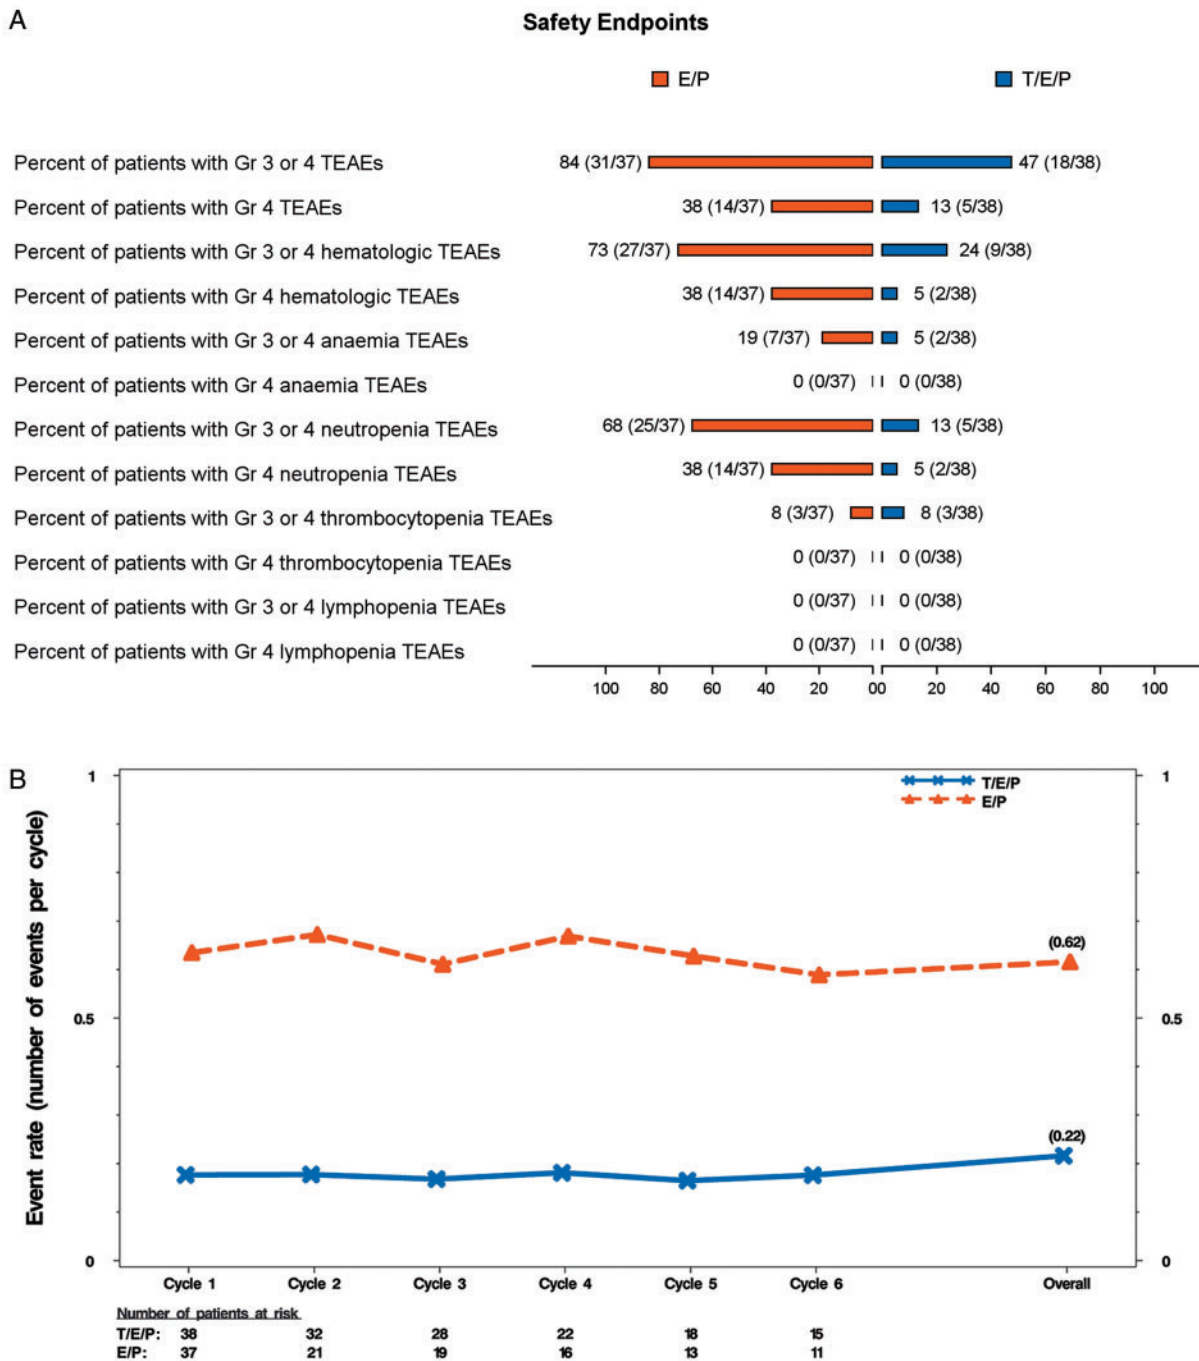 A
Safety Endpoints
E/P
T/E/P
Percent of patients with Gr 3 or 4 TEAEs 84 (31/37) 47 (18/38)
Percent of patients with Gr 4 TEAEs 38 (14/37) 13 (5/38)
Percent of patients with Gr 3 or 4 hematologic TEAEs 73 (27/37) 24 (9/38)
Percent of patients with Gr 4 hematologic TEAEs 38 (14/37) 5 (2/38)
Percent of patients with Gr 3 or 4 anaemia TEAEs 19 (7/37) 5 (2/38)
Percent of patients with Gr 4 anaemia TEAEs 0 (0/37) 0 (0/38)
Percent of patients with Gr 3 or 4 neutropenia TEAEs 68 (25/37) 13 (5/38)
Percent of patients with Gr 4 neutropenia TEAEs 38 (14/37) 5 (2/38)
Percent of patients with Gr 3 or 4 thrombocytopenia TEAEs 8 (3/37) 8 (3/38)
Percent of patients with Gr 4 thrombocytopenia TEAEs 0 (0/37) 0 (0/38)
Percent of patients with Gr 3 or 4 lymphopenia TEAEs 0 (0/37) 0 (0/38)
Percent of patients with Gr 4 lymphopenia TEAEs 0 (0/37) 0 (0/38)
100 80 60 40 20 00 20 40 60 80 100
B
Event rate (number of events per cycle)
1 1
T/E/P
E/P
(0.62)
0.5 0.5
(0.22)
0 0
Cycle 1 Cycle 2 Cycle 3 Cycle 4 Cycle 5 Cycle 6 Overall
Number of patients at risk
T/E/P: 38 32 28 22 18 15
E/P: 37 21 19 16 13 11